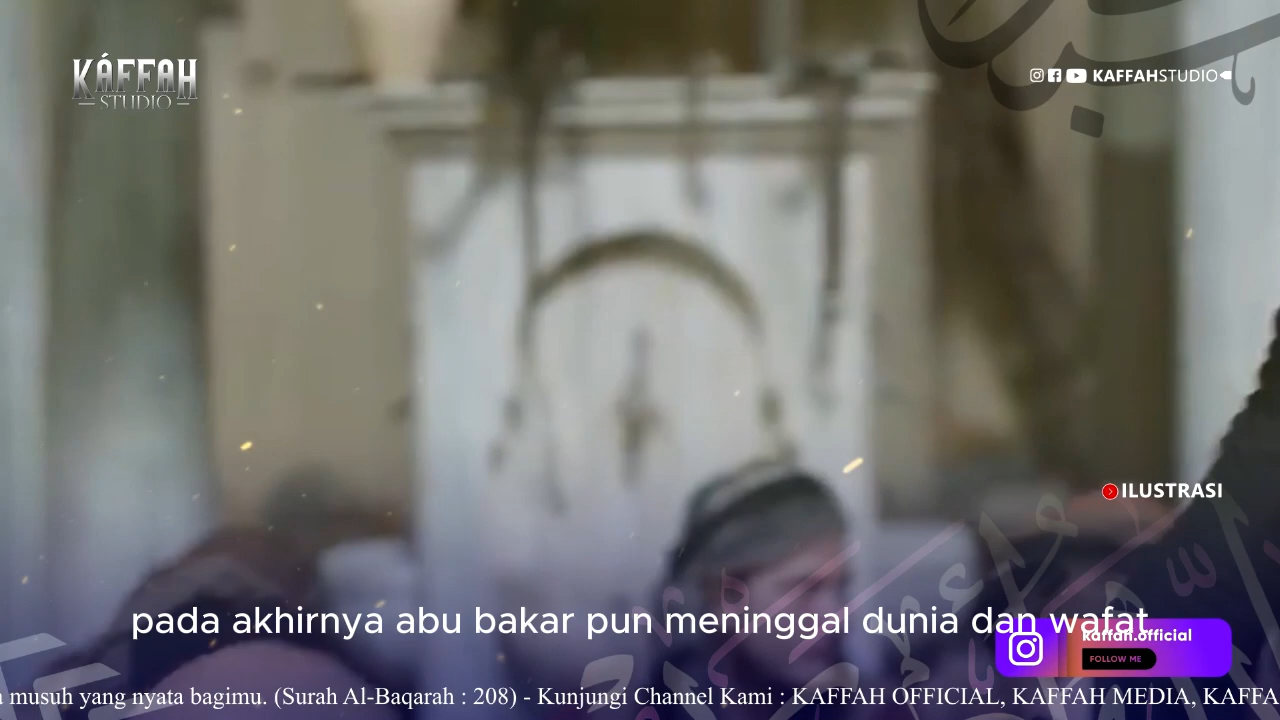 KÁFFAH
STUDIO
KAFFAHSTUDIO
ILUSTRASI
pada akhirnya abu bakar pun meninggal dunia dan wafat
kaffah.official
FOLLOW ME
musuh yang nyata bagimu. (Surah Al-Baqarah : 208) - Kunjungi Channel Kami : KAFFAH OFFICIAL, KAFFAH MEDIA, KAFFA